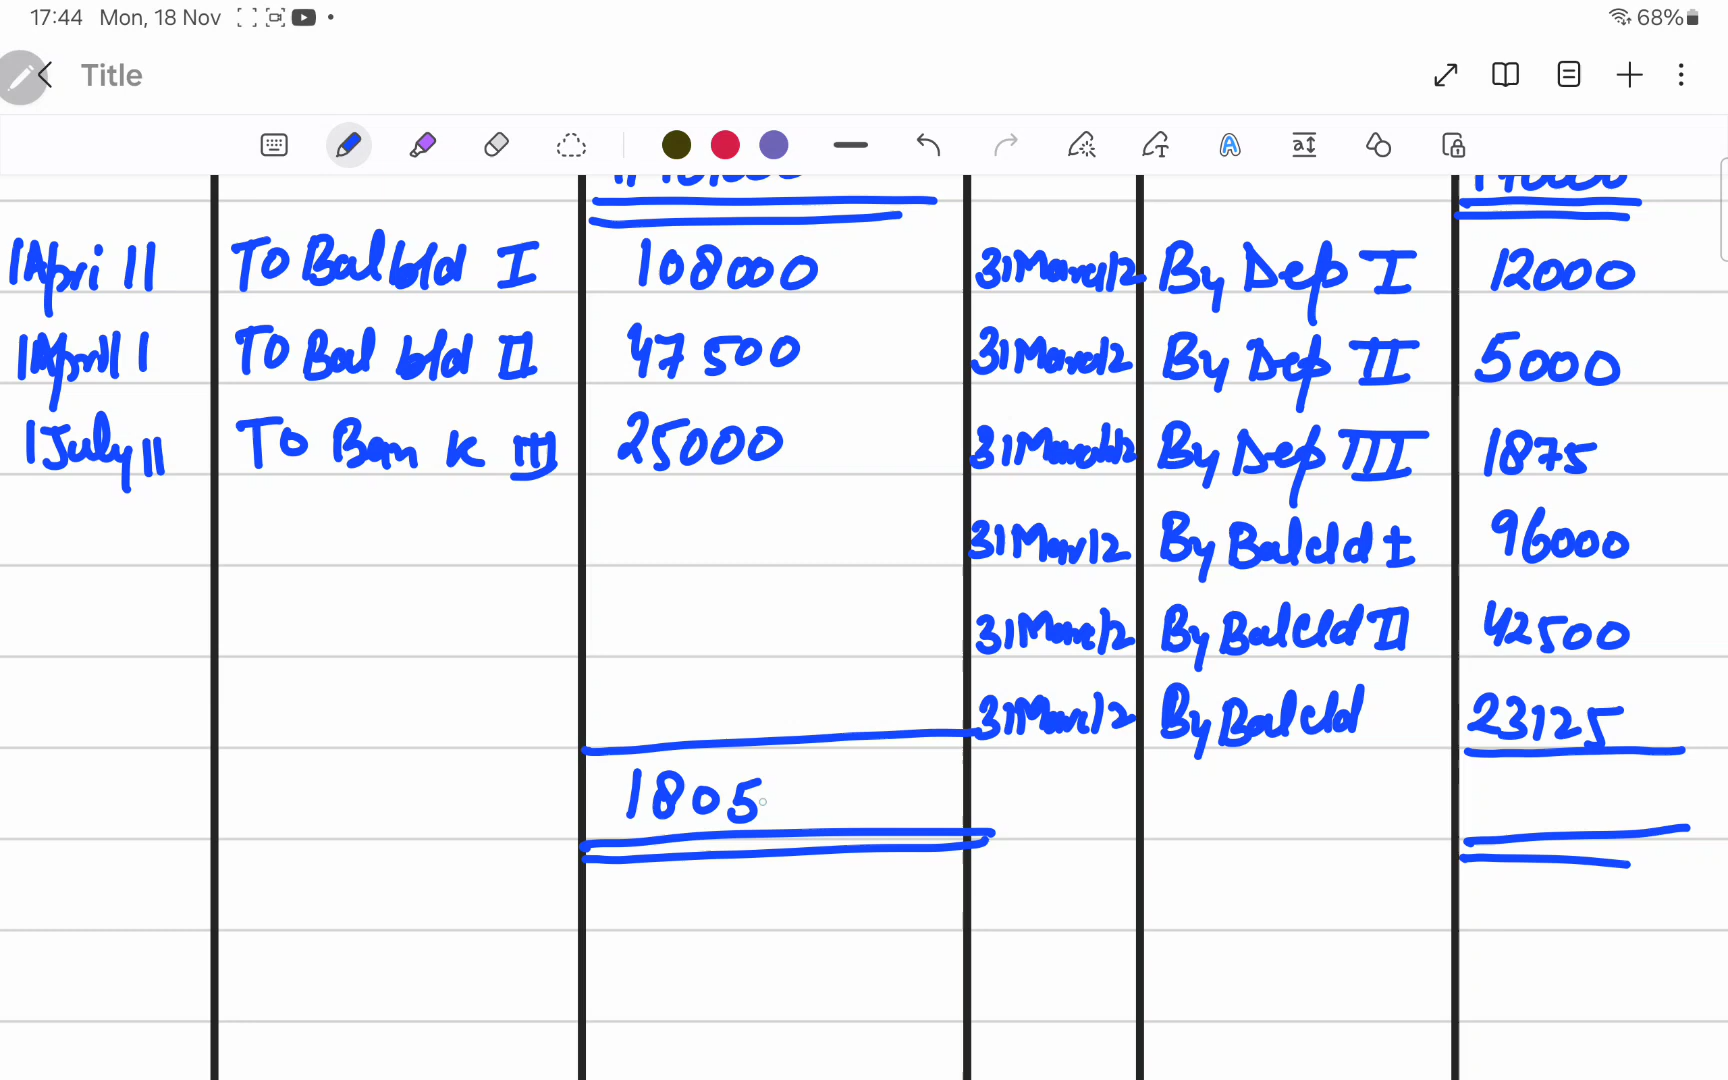 17:44 Mon, 18 Nov 68%
Title
1 April 11 To Bal b/d I 108000 31 March 12 By Dep I 12000
1 April 11 To Bal b/d II 47500 31 March 12 By Dep II 5000
1 July 11 To Bank III 25000 31 March 12 By Dep III 1875
31 Mar 12 By Bal c/d I 96000
31 Marc 12 By Bal c/d II 42500
31 Mar 12 By Bal c/d 23125
1805